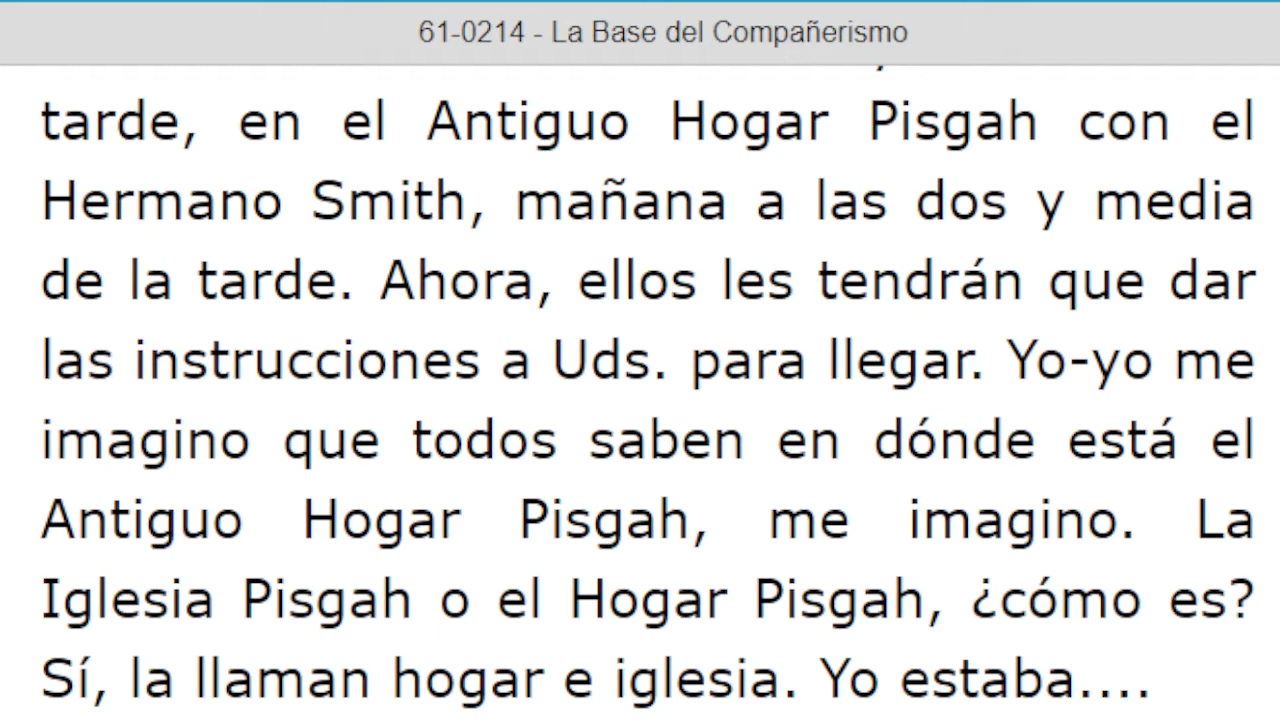 61-0214 - La Base del Compañerismo
tarde, en el Antiguo Hogar Pisgah con el
Hermano Smith, mañana a las dos y media
de la tarde. Ahora, ellos les tendrán que dar
las instrucciones a Uds. para llegar. Yo-yo me
imagino que todos saben en dónde está el
Antiguo Hogar Pisgah, me imagino. La
Iglesia Pisgah o el Hogar Pisgah, ¿cómo es?
Sí, la llaman hogar e iglesia. Yo estaba....